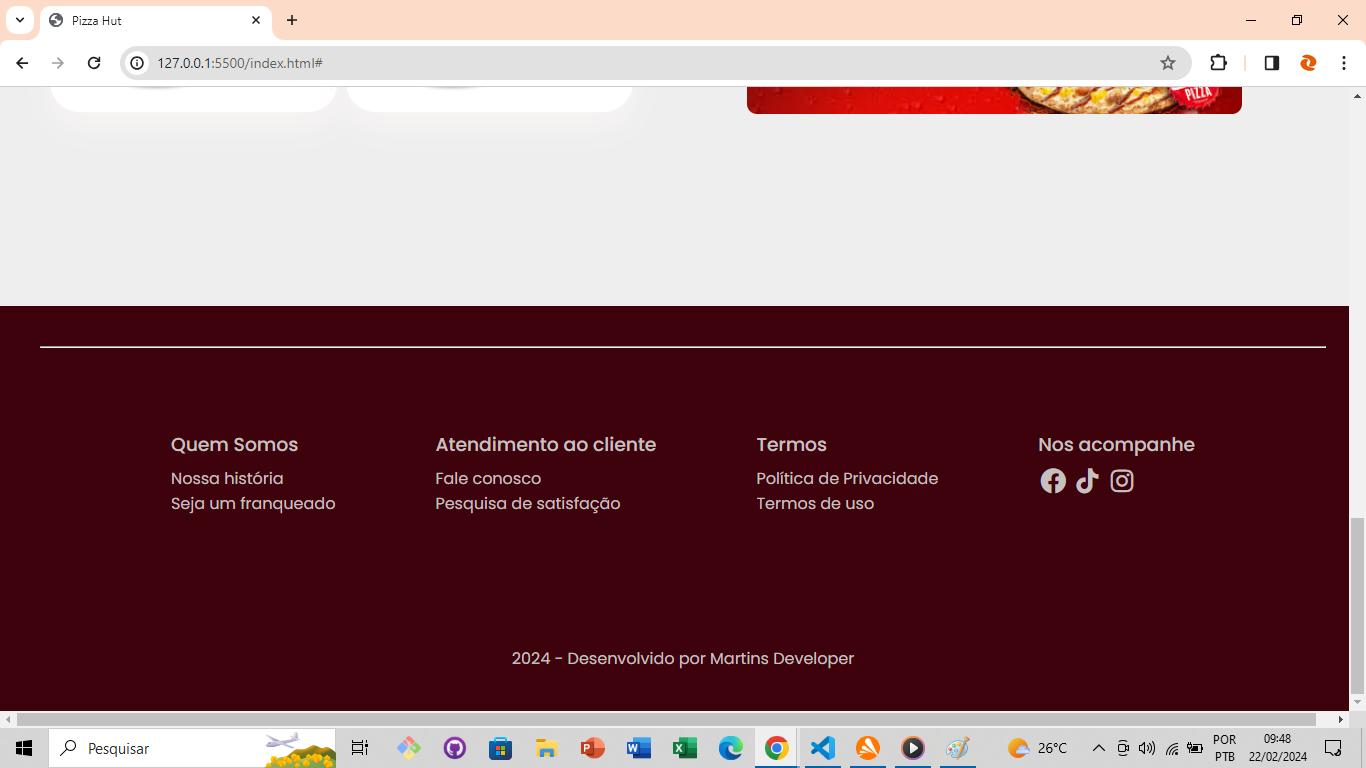 Pizza Hut
127.0.0.1:5500/index.html#
PIZZA
Quem Somos
Nossa história
Seja um franqueado
Atendimento ao cliente
Fale conosco
Pesquisa de satisfação
Termos
Política de Privacidade
Termos de uso
Nos acompanhe
2024 - Desenvolvido por Martins Developer
Pesquisar
26°C
POR
PTB
09:48
22/02/2024